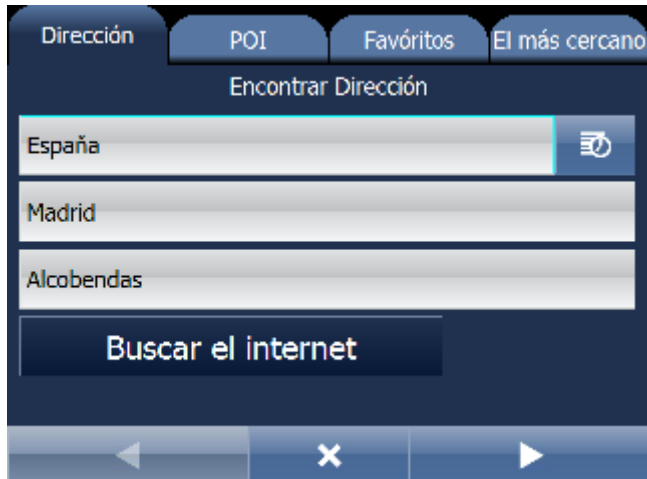 Dirección
POI
Favóritos
El más cercano
Encontrar Dirección
España
Madrid
Alcobendas
Buscar el internet